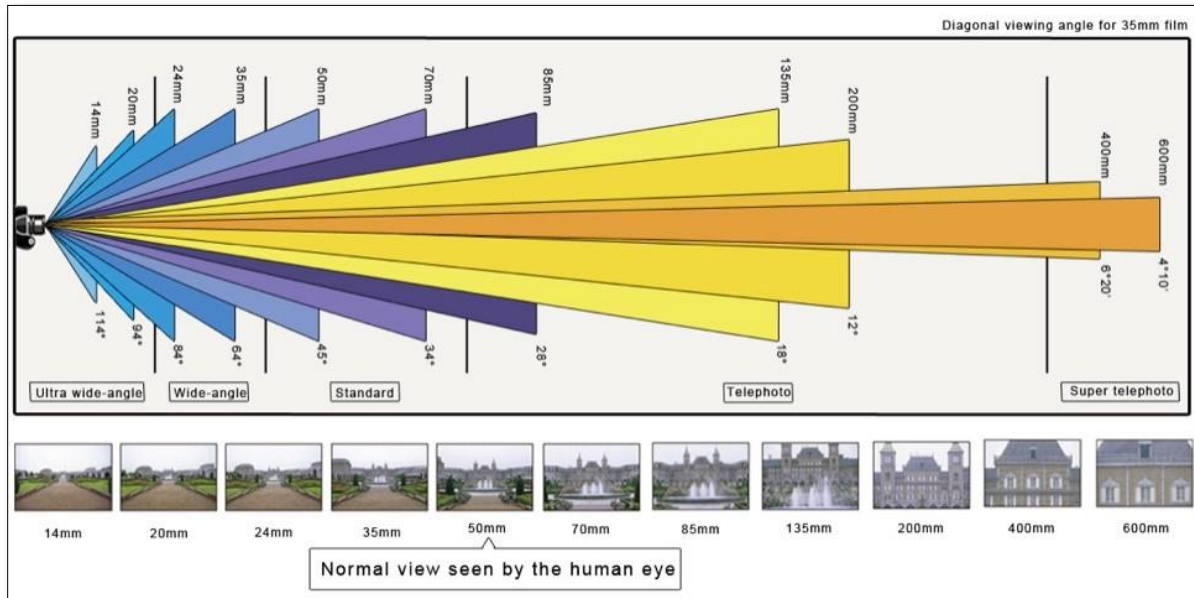 Diagonal viewing angle for 35mm film
14mm
20mm
24mm
35mm
50mm
70mm
85mm
135mm
200mm
400mm
600mm
114°
94°
84°
64°
45°
34°
28°
18°
12°
6°20'
4°10'
Ultra wide-angle
Wide-angle
Standard
Telephoto
Super telephoto
14mm
20mm
24mm
35mm
50mm
70mm
85mm
135mm
200mm
400mm
600mm
Normal view seen by the human eye